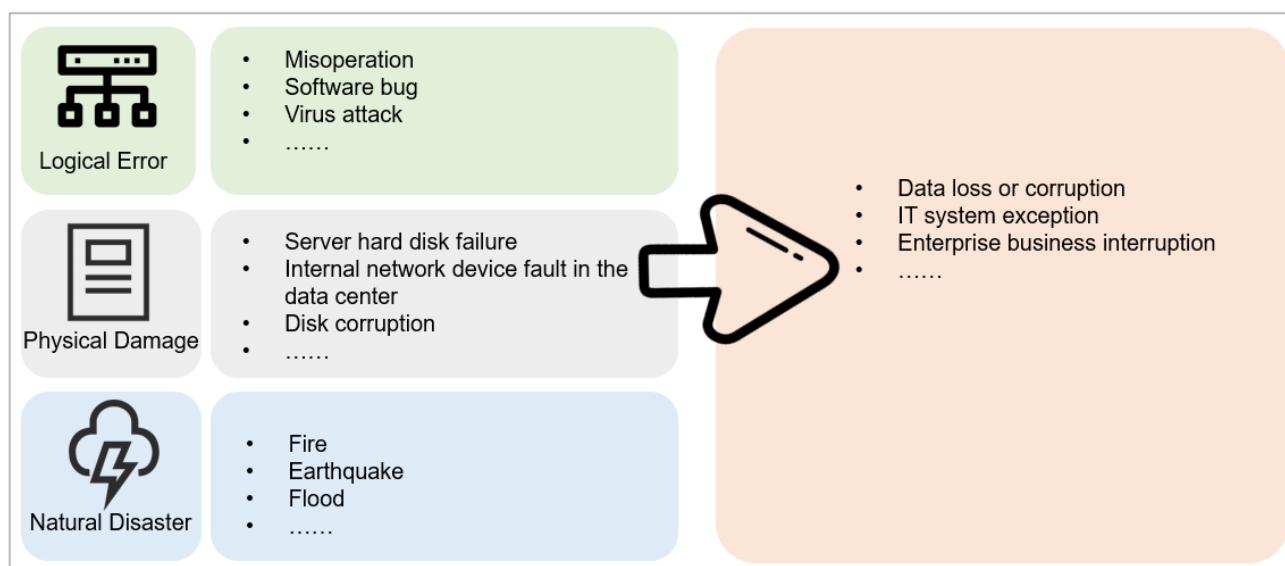 Logical Error
• Misoperation
• Software bug
• Virus attack
• ……
Physical Damage
• Server hard disk failure
• Internal network device fault in the
data center
• Disk corruption
• ……
Natural Disaster
• Fire
• Earthquake
• Flood
• ……
• Data loss or corruption
• IT system exception
• Enterprise business interruption
• ……